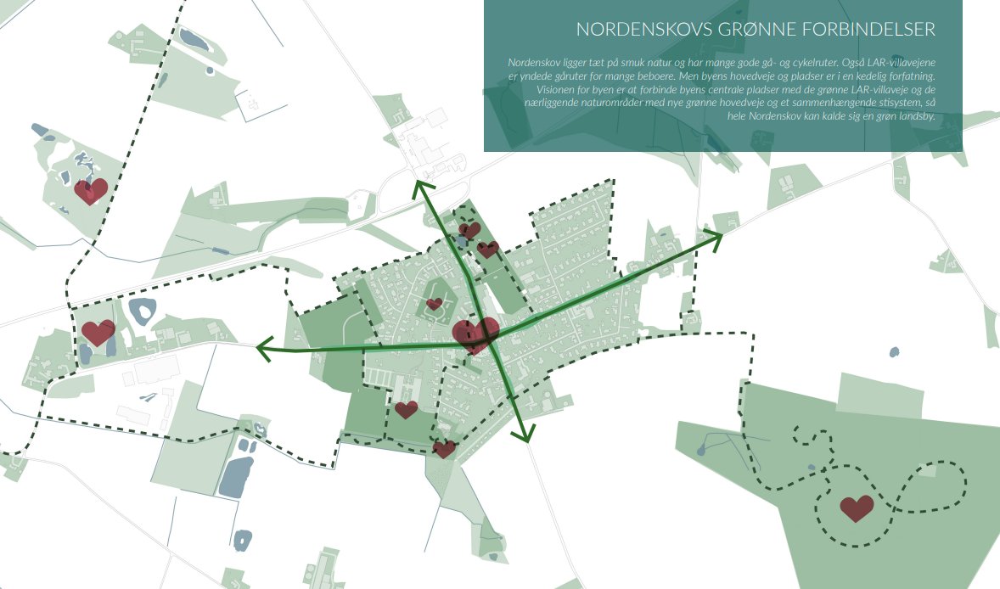 NORDENSKOVS GRØNNE FORBINDELSER
Nordenskov ligger tæt på smuk natur og har mange gode gå- og cykelruter. Også LAR-villavejene
er yndede gåruter for mange beboere. Men byens hovedveje og pladser er i en kedelig forfatning.
Visionen for byen er at forbinde byens centrale pladser med de grønne LAR-villaveje og de
nærliggende naturområder med nye grønne hovedveje og et sammenhængende stisystem, så
hele Nordenskov kan kalde sig en grøn landsby.